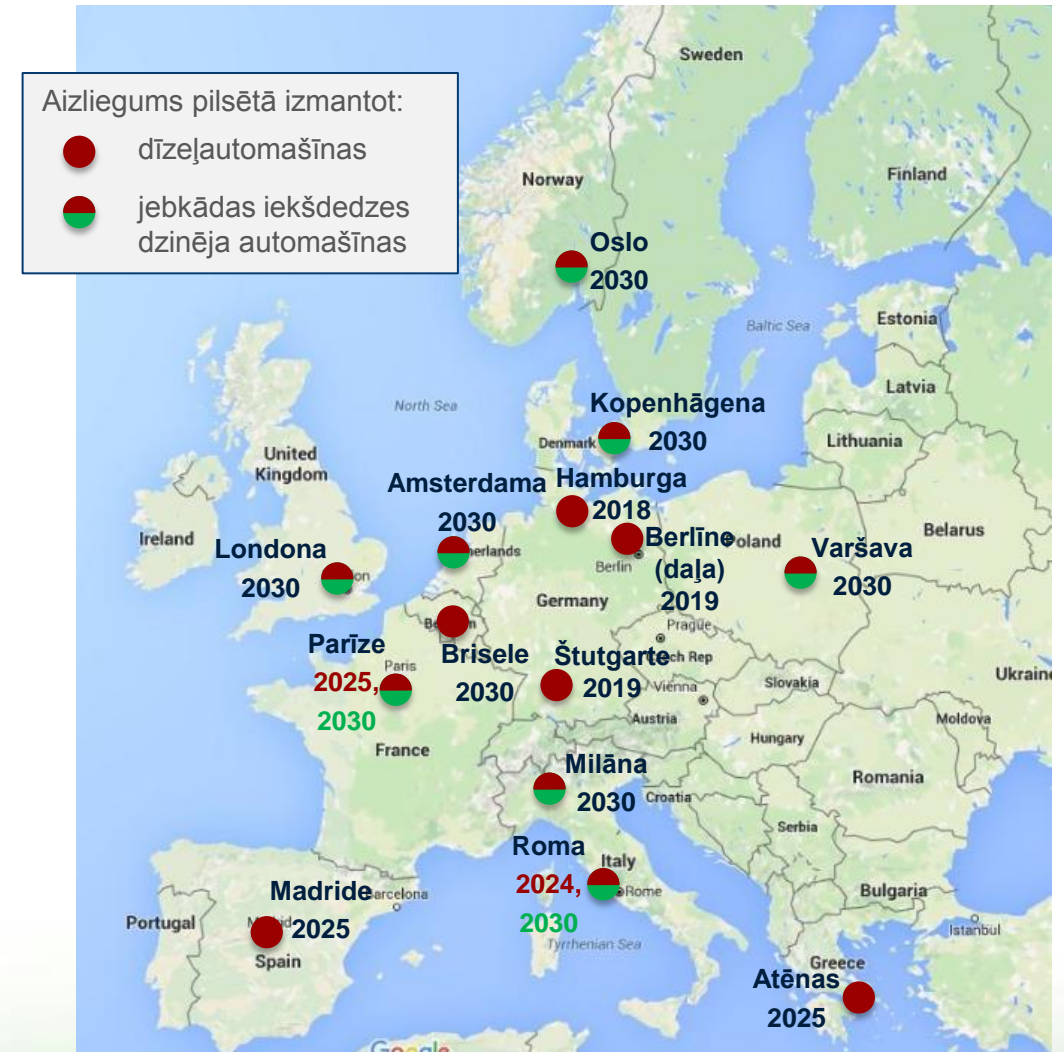 Aizliegums pilsētā izmantot:
dīzeļautomašīnas
jebkādas iekšdedzes
dzinēja automašīnas
Sweden
Norway
Finland
Oslo
2030
Baltic Sea
Estonia
Latvia
Lithuania
North Sea
Kopenhāgena
2030
Denmark
United
Kingdom
Ireland
Amsterdama
2030
Hamburga
2018
Londona
2030
Berlīne
(daļa)
2019
Berlin
Poland
Varšava
2030
Belarus
Germany
Prague
Parīze
2025,
2030
Paris
Brisele
2030
Štutgarte
2019
Czech Rep
Vienna
Slovakia
Ukraine
Austria
Hungary
Moldova
France
Milāna
2030
Croatia
Romania
Serbia
Roma
2024,
2030
Italy
Rome
Bulgaria
Istanbul
Tyrrhenian Sea
Madride
2025
Barcelona
Portugal
Spain
Greece
Atēnas
2025
Google